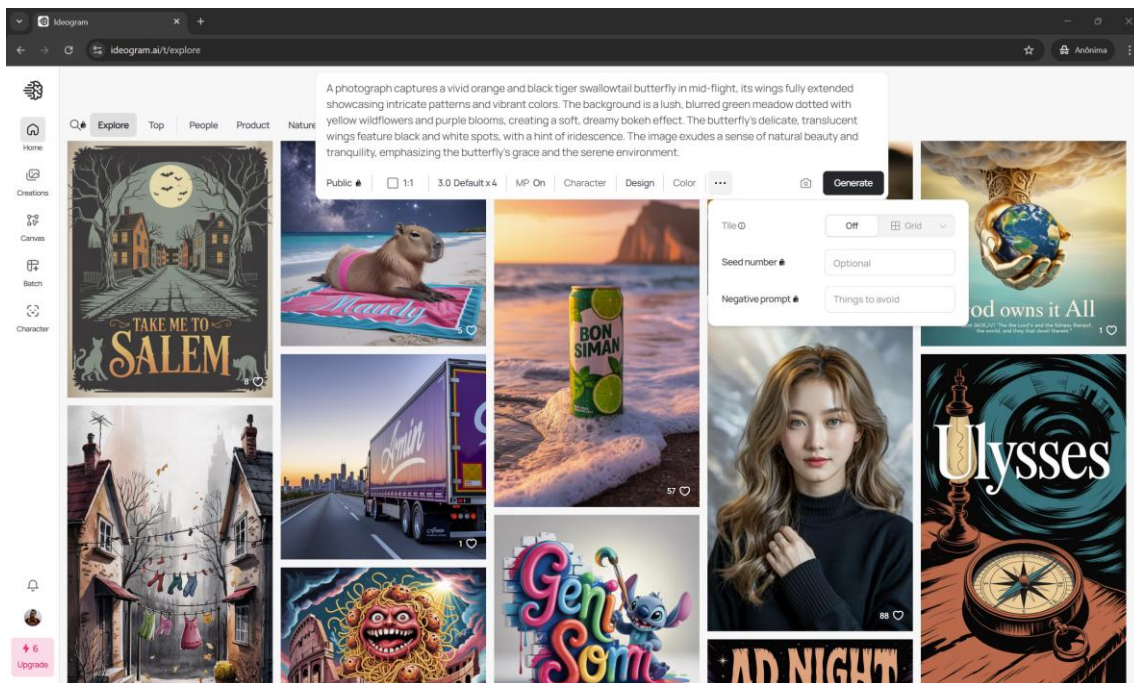 Ideogram
ideogram.ai/t/explore
Anônima
A photograph captures a vivid orange and black tiger swallowtail butterfly in mid-flight, its wings fully extended
showcasing intricate patterns and vibrant colors. The background is a lush, blurred green meadow dotted with
yellow wildflowers and purple blooms, creating a soft, dreamy bokeh effect. The butterfly's delicate, translucent
wings feature black and white spots, with a hint of iridescence. The image exudes a sense of natural beauty and
tranquility, emphasizing the butterfly's grace and the serene environment.
Public 1:1 3.0 Default x 4 MP On Character Design Color ... Generate
Explore Top People Product Nature
Home
Creations
Canvas
Batch
Character
6
Upgrade
Tile Off Grid
Seed number Optional
Negative prompt Things to avoid
TAKE ME TO
SALEM
8
Maudy
5
BON
SIMAN
57
od owns it All
1
Amin
Amin
1
88
Ulysses
Geni
Som
AD NIGHT